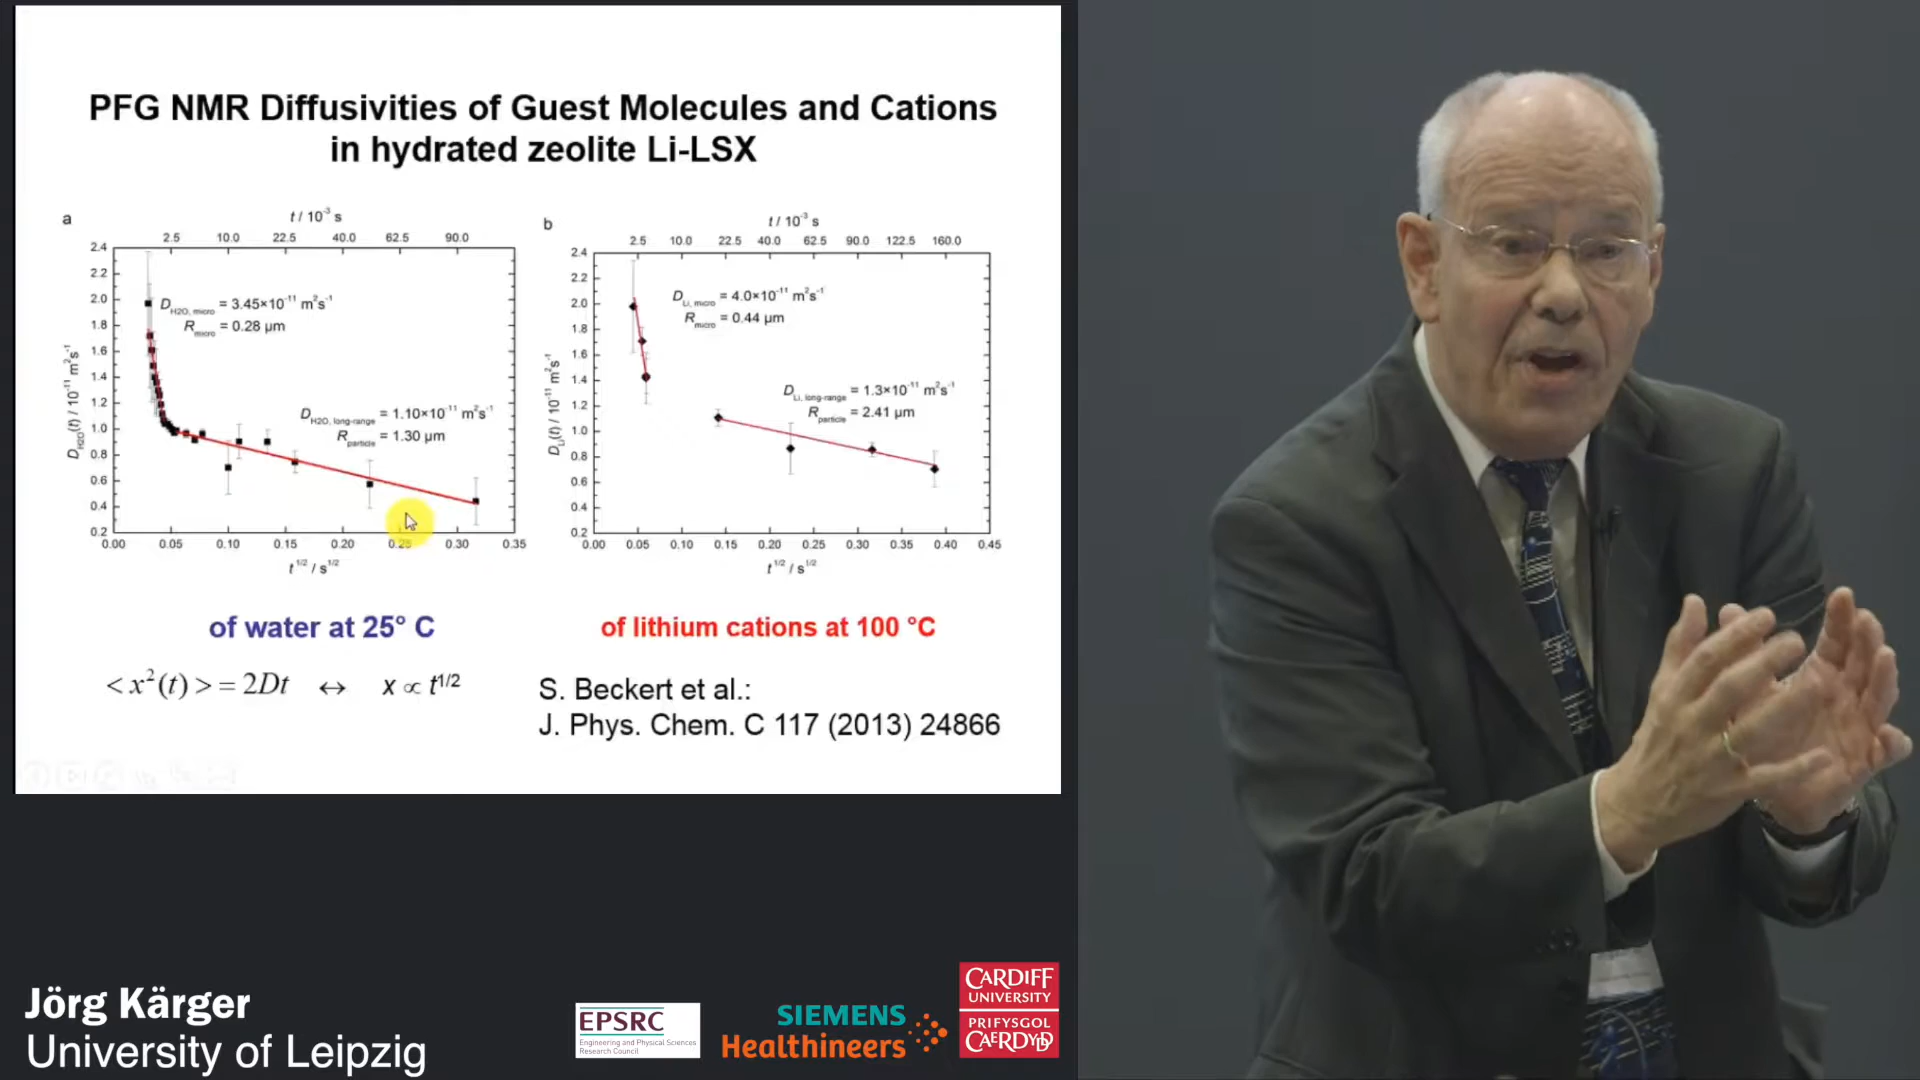 PFG NMR Diffusivities of Guest Molecules and Cations
in hydrated zeolite Li-LSX
a
t / 10⁻³ s
2.5 10.0 22.5 40.0 62.5 90.0
2.4
2.2
2.0
1.8
1.6
1.4
1.2
1.0
0.8
0.6
0.4
0.2
D_H2O(t) / 10⁻¹¹ m²s⁻¹
D_H2O, micro = 3.45×10⁻¹¹ m²s⁻¹
R_micro = 0.28 µm
D_H2O, long-range = 1.10×10⁻¹¹ m²s⁻¹
R_particle = 1.30 µm
0.00 0.05 0.10 0.15 0.20 0.25 0.30 0.35
t^1/2 / s^1/2
b
t / 10⁻³ s
2.5 10.0 22.5 40.0 62.5 90.0 122.5 160.0
2.4
2.2
2.0
1.8
1.6
1.4
1.2
1.0
0.8
0.6
0.4
0.2
D_Li(t) / 10⁻¹¹ m²s⁻¹
D_Li, micro = 4.0×10⁻¹¹ m²s⁻¹
R_micro = 0.44 µm
D_Li, long-range = 1.3×10⁻¹¹ m²s⁻¹
R_particle = 2.41 µm
0.00 0.05 0.10 0.15 0.20 0.25 0.30 0.35 0.40 0.45
t^1/2 / s^1/2
of water at 25° C
of lithium cations at 100 °C
<x²(t)> = 2Dt ↔ x ∝ t^1/2
S. Beckert et al.:
J. Phys. Chem. C 117 (2013) 24866
Jörg Kärger
University of Leipzig
EPSRC
Engineering and Physical Sciences
Research Council
SIEMENS
Healthineers
CARDIFF
UNIVERSITY
PRIFYSGOL
CAERDYDD